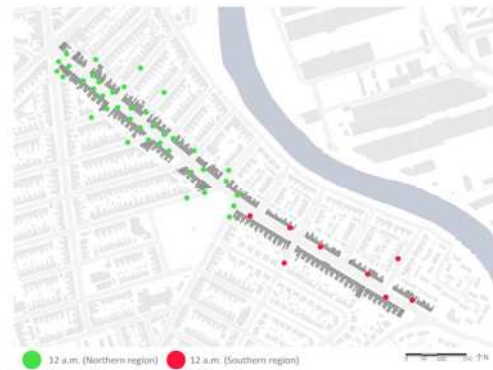 12 a.m. (Northern region)
12 a.m. (Southern region)
N